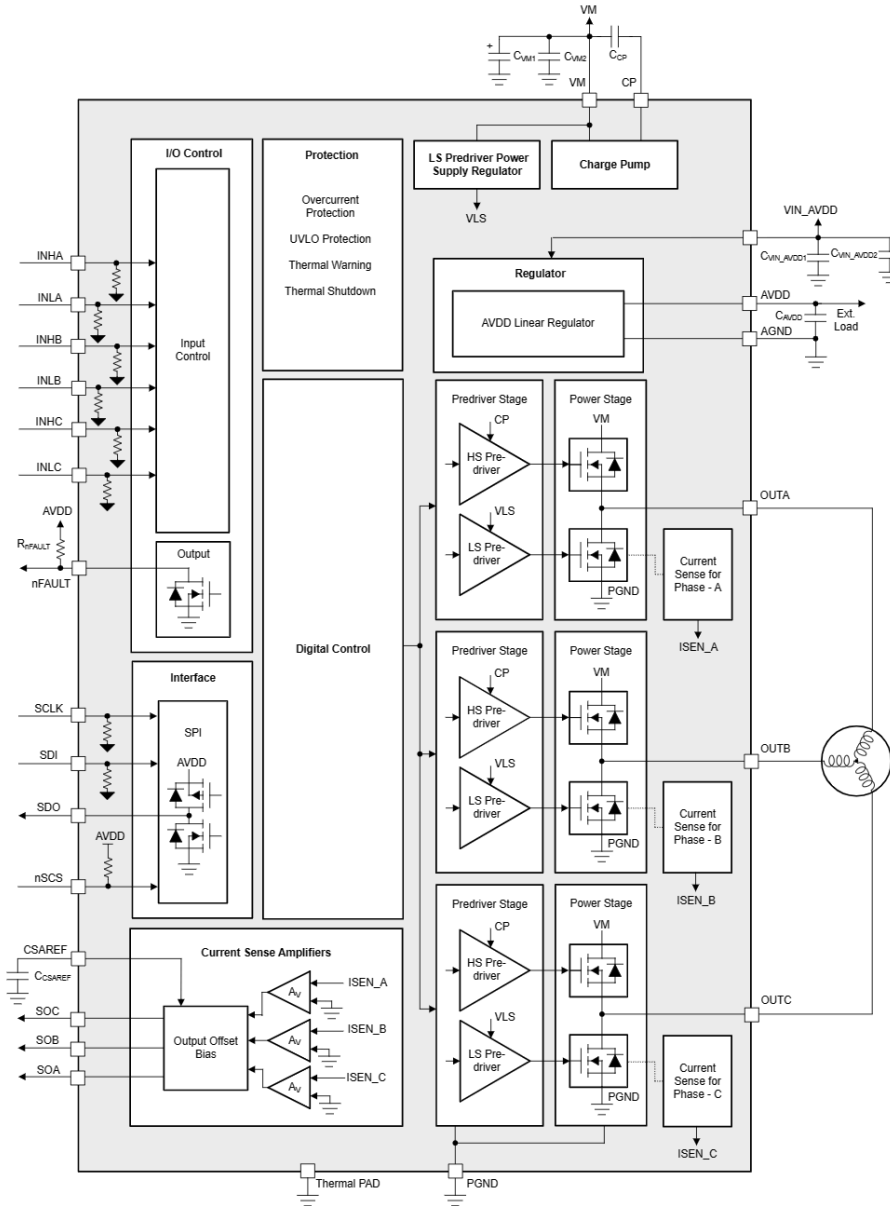 VM
+
CVM1
CVM2
CCP
VM
CP
I/O Control
Input
Control
Output
Protection
Overcurrent
Protection
UVLO Protection
Thermal Warning
Thermal Shutdown
LS Predriver Power
Supply Regulator
VLS
Charge Pump
VIN_AVDD
CVIN_AVDD1
CVIN_AVDD2
Regulator
AVDD Linear Regulator
AVDD
CAVDD
Ext.
Load
AGND
INHA
INLA
INHB
INLB
INHC
INLC
AVDD
RnFAULT
nFAULT
Digital Control
Predriver Stage
CP
HS Pre-
driver
VLS
LS Pre-
driver
Power Stage
VM
PGND
OUTA
Current
Sense for
Phase - A
ISEN_A
Interface
SPI
AVDD
SCLK
SDI
SDO
AVDD
nSCS
Predriver Stage
CP
HS Pre-
driver
VLS
LS Pre-
driver
Power Stage
VM
PGND
OUTB
Current
Sense for
Phase - B
ISEN_B
CSAREF
CCSAREF
SOC
SOB
SOA
Current Sense Amplifiers
Output Offset
Bias
AV
ISEN_A
AV
ISEN_B
AV
ISEN_C
Predriver Stage
CP
HS Pre-
driver
VLS
LS Pre-
driver
Power Stage
VM
PGND
OUTC
Current
Sense for
Phase - C
ISEN_C
Thermal PAD
PGND